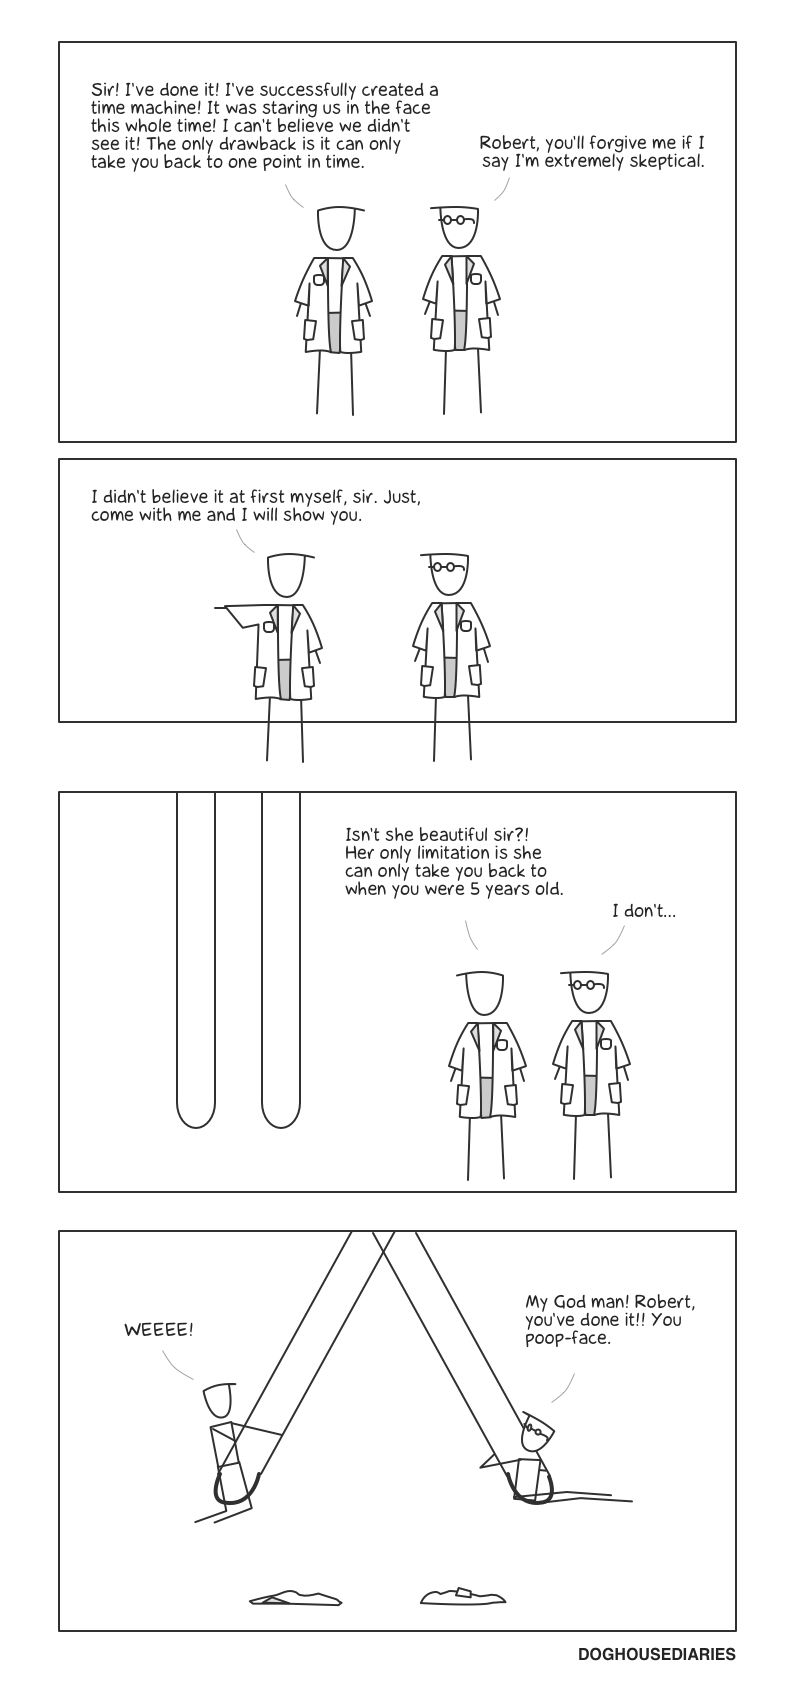 Sir! I've done it! I've successfully created a
time machine! It was staring us in the face
this whole time! I can't believe we didn't
see it! The only drawback is it can only
take you back to one point in time.
Robert, you'll forgive me if I
say I'm extremely skeptical.
I didn't believe it at first myself, sir. Just,
come with me and I will show you.
Isn't she beautiful sir?!
Her only limitation is she
can only take you back to
when you were 5 years old.
I don't...
WEEEE!
My God man! Robert,
you've done it!! You
poop-face.
DOGHOUSEDIARIES